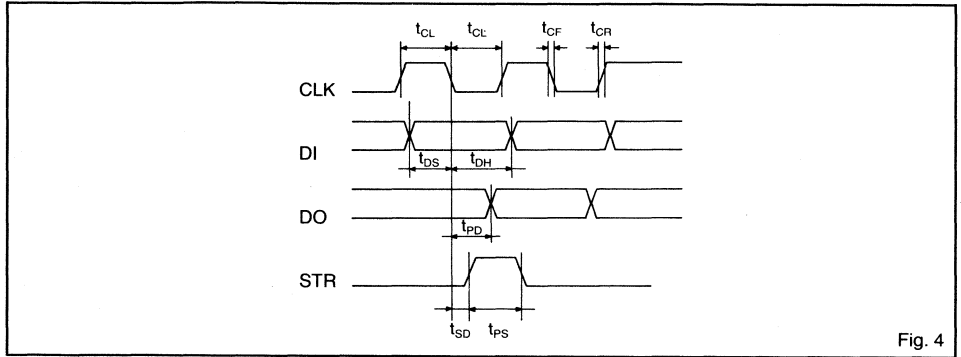 tCL tCL tCF tCR
CLK
DI
tDS tDH
DO
tPD
STR
tSD tPS
Fig. 4